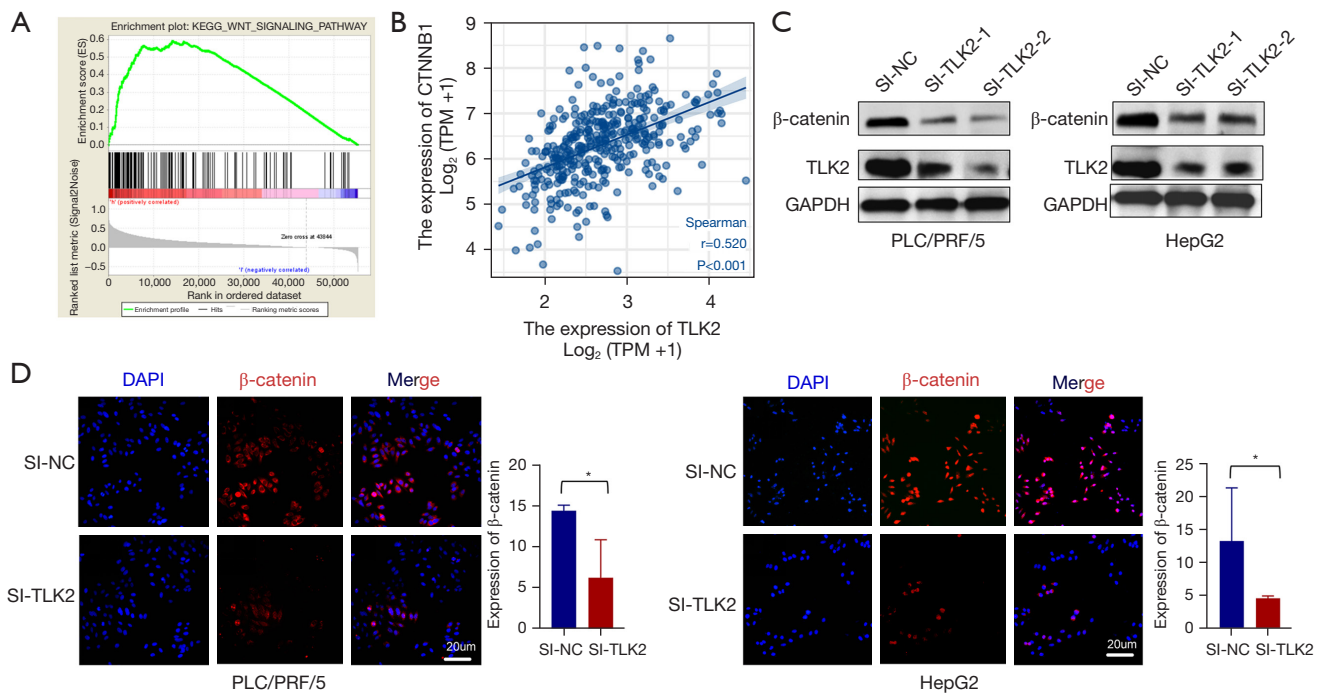 A
Enrichment plot: KEGG_WNT_SIGNALING_PATHWAY
Enrichment score (ES)
0.6
0.5
0.4
0.3
0.2
0.1
0.0
'h' (positively correlated)
Ranked list metric (Signal2Noise)
1.0
0.5
0.0
−0.5
Zero cross at 43944
'l' (negatively correlated)
0 10,000 20,000 30,000 40,000 50,000
Rank in ordered dataset
Enrichment profile Hits Ranking metric scores
B
The expression of CTNNB1
Log₂ (TPM +1)
9
8
7
6
5
4
Spearman
r=0.520
P<0.001
2 3 4
The expression of TLK2
Log₂ (TPM +1)
C
SI-NC SI-TLK2-1 SI-TLK2-2
β-catenin
TLK2
GAPDH
PLC/PRF/5
SI-NC SI-TLK2-1 SI-TLK2-2
β-catenin
TLK2
GAPDH
HepG2
D
DAPI β-catenin Merge
SI-NC
SI-TLK2
20um
PLC/PRF/5
Expression of β-catenin
20
15
10
5
0
*
SI-NC SI-TLK2
DAPI β-catenin Merge
SI-NC
SI-TLK2
20um
HepG2
Expression of β-catenin
25
20
15
10
5
0
*
SI-NC SI-TLK2